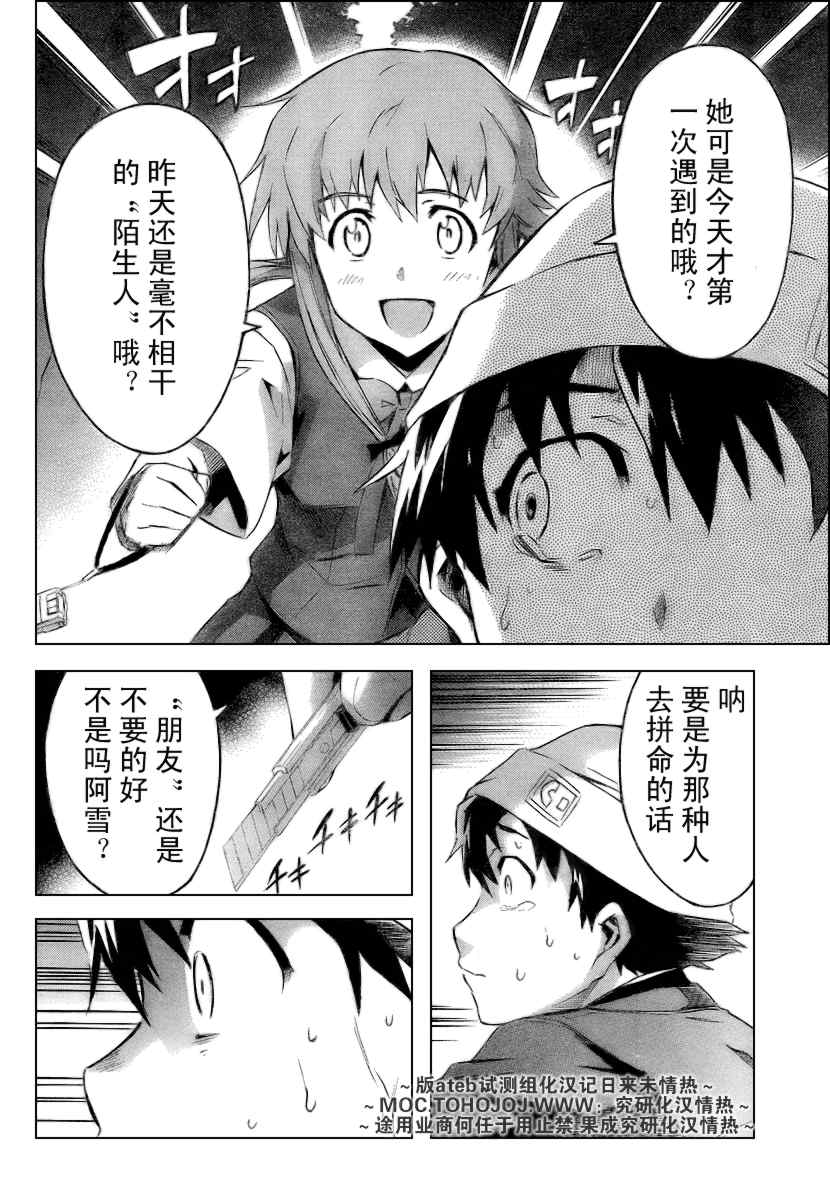 她可是今天才第
一次遇到的哦？
昨天还是毫不相干
的“陌生人”哦？
オオ
オオ
呐
要是为那种人
去拼命的话
“朋友”还是
不要的好
不是吗阿雪？
チキ
チキ
チキ
～版ateb试测组化汉记日来未情热～
～MOC.TOHOJOJ.WWW：究研化汉情热～
～途用业商何任于用止禁果成究研化汉情热～